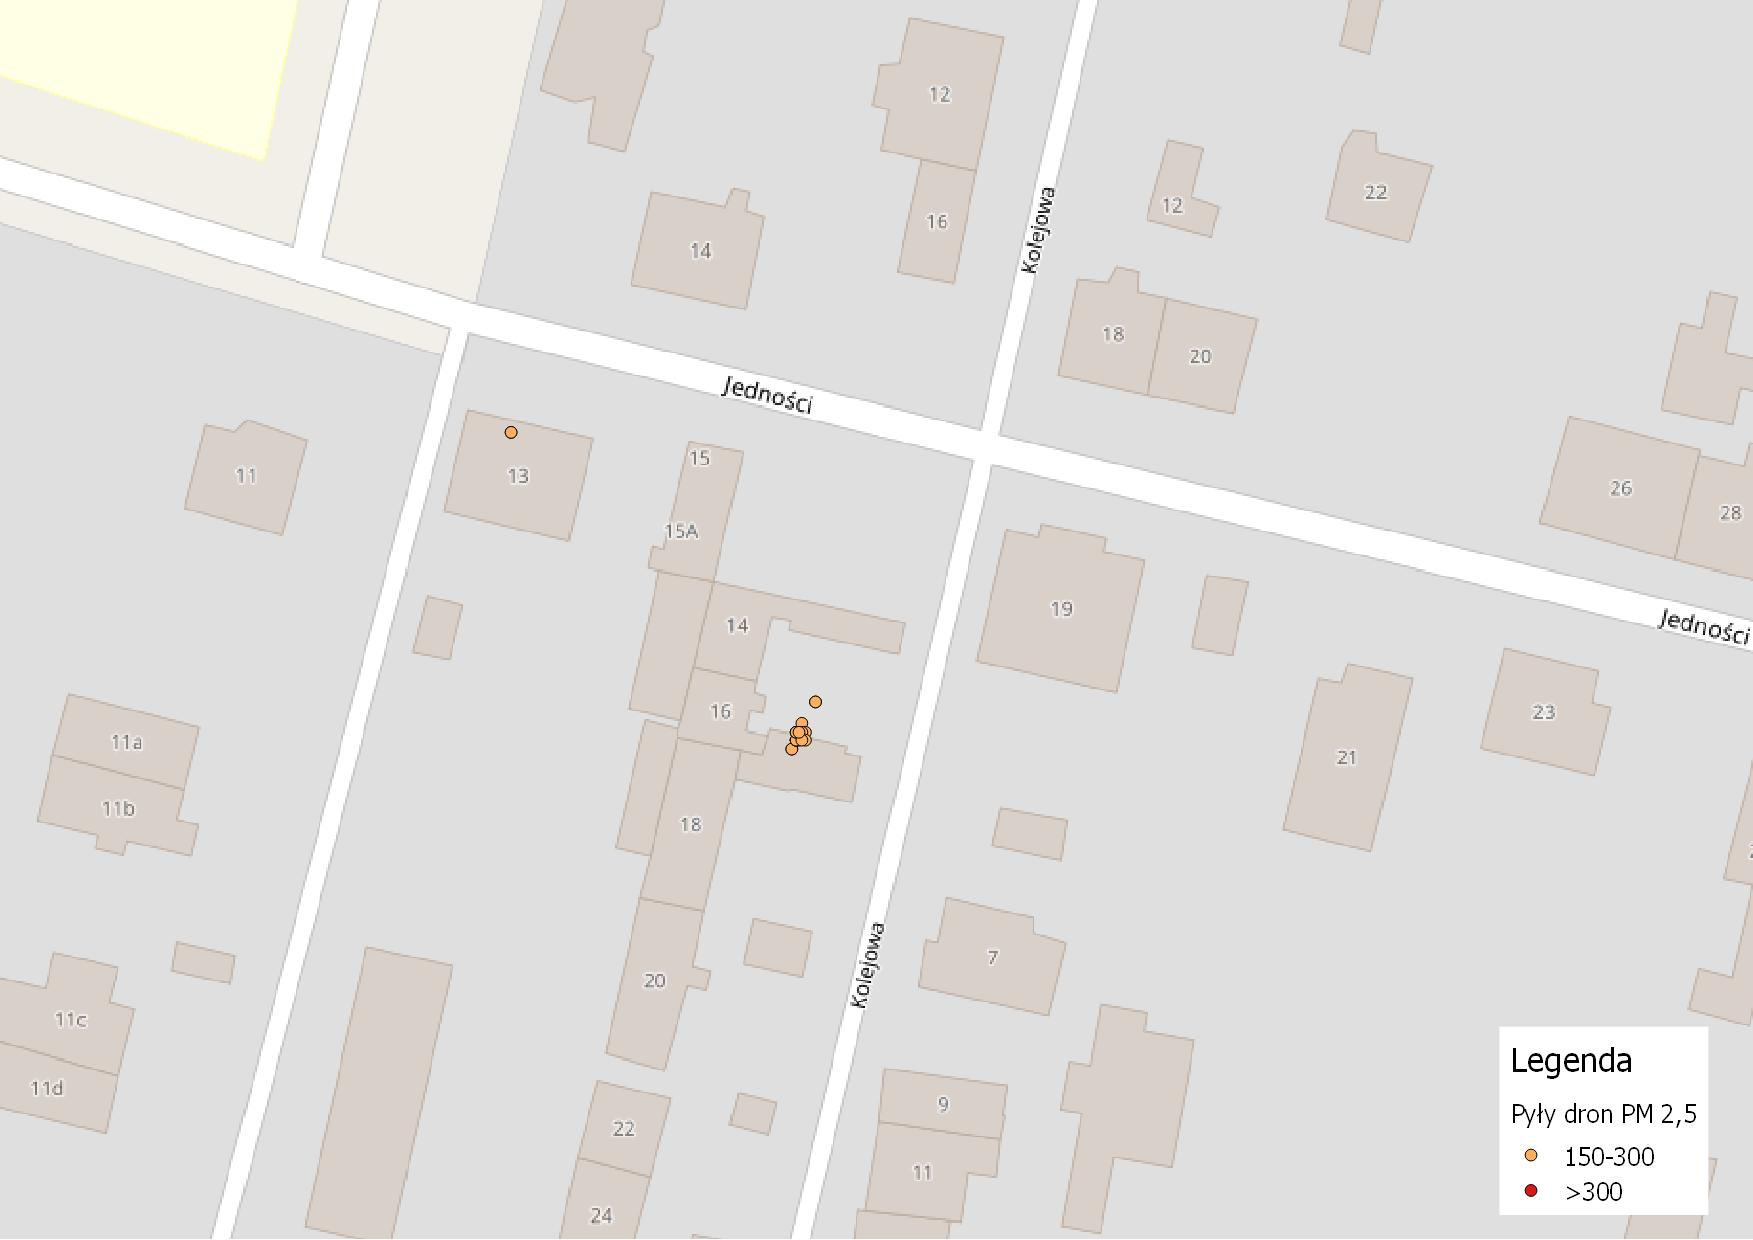 12
12
22
16
14
Kolejowa
18
20
Jedności
15
11
13
26
28
15A
19
14
Jedności
16
23
11a
21
11b
18
7
20
Kolejowa
11c
11d
9
22
11
24
Legenda
Pyły dron PM 2,5
150-300
>300